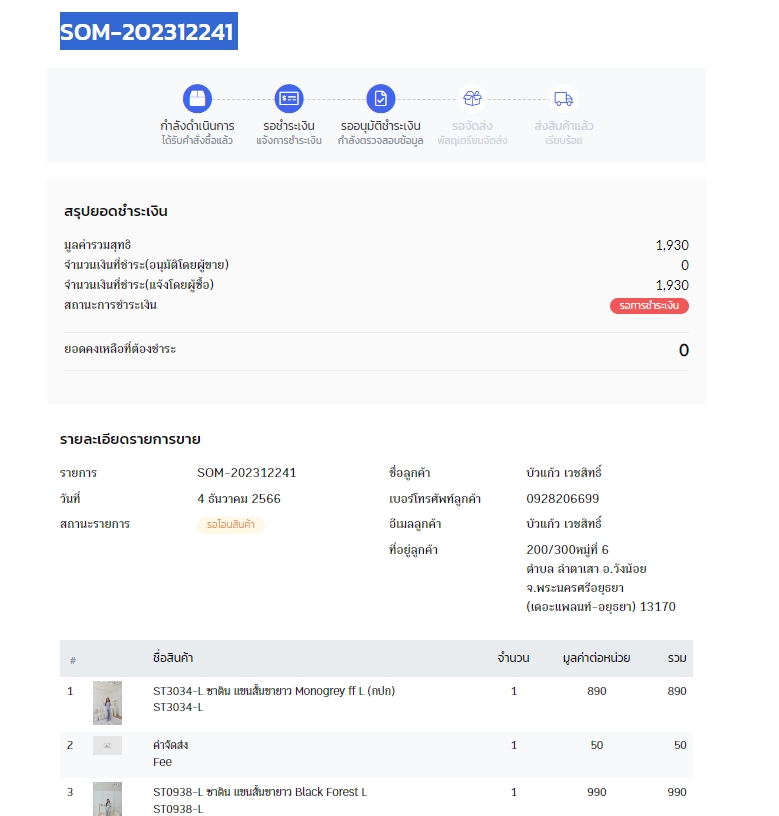 SOM-202312241
กำลังดำเนินการ
ได้รับคำสั่งซื้อแล้ว
รอชำระเงิน
แจ้งการชำระเงิน
รออนุมัติชำระเงิน
กำลังตรวจสอบข้อมูล
รอจัดส่ง
พัสดุเตรียมจัดส่ง
ส่งสินค้าแล้ว
เรียบร้อย
สรุปยอดชำระเงิน
มูลค่ารวมสุทธิ 1,930
จำนวนเงินที่ชำระ(อนุมัติโดยผู้ขาย) 0
จำนวนเงินที่ชำระ(แจ้งโดยผู้ซื้อ) 1,930
สถานะการชำระเงิน รอการชำระเงิน
ยอดคงเหลือที่ต้องชำระ 0
รายละเอียดรายการขาย
รายการ SOM-202312241
วันที่ 4 ธันวาคม 2566
สถานะรายการ รอโอนสินค้า
ชื่อลูกค้า บัวแก้ว เวชสิทธิ์
เบอร์โทรศัพท์ลูกค้า 0928206699
อีเมลลูกค้า บัวแก้ว เวชสิทธิ์
ที่อยู่ลูกค้า 200/300หมู่ที่ 6
ตำบล ลำตาเสา อ.วังน้อย
จ.พระนครศรีอยุธยา
(เดอะแพลนท์-อยุธยา) 13170
# ชื่อสินค้า จำนวน มูลค่าต่อหน่วย รวม
1 ST3034-L ซาติน แขนสั้นขายาว Monogrey ff L (กปก) 1 890 890
ST3034-L
2 ค่าจัดส่ง 1 50 50
Fee
3 ST0938-L ซาติน แขนสั้นขายาว Black Forest L 1 990 990
ST0938-L